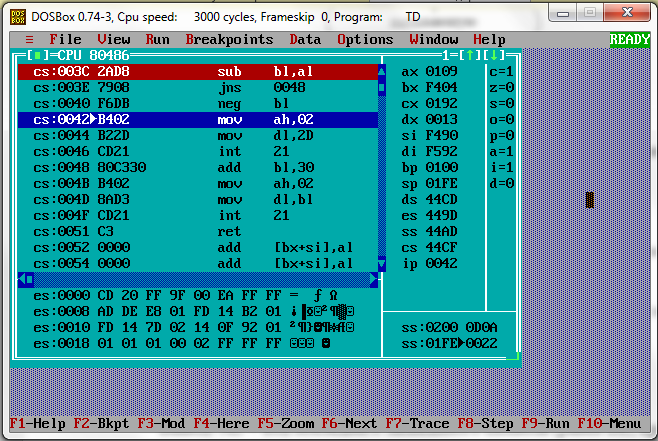 DOSBox 0.74-3, Cpu speed: 3000 cycles, Frameskip 0, Program: TD
≡ File View Run Breakpoints Data Options Window Help READY
[■]=CPU 80486 1=[↑][↓]
cs:003C 2AD8 sub bl,al ax 0109 c=1
cs:003E 7908 jns 0048 bx F404 z=0
cs:0040 F6DB neg bl cx 0192 s=0
cs:0042►B402 mov ah,02 dx 0013 o=0
cs:0044 B22D mov dl,2D si F490 p=0
cs:0046 CD21 int 21 di F592 a=1
cs:0048 80C330 add bl,30 bp 0100 i=1
cs:004B B402 mov ah,02 sp 01FE d=0
cs:004D 8AD3 mov dl,bl ds 44CD
cs:004F CD21 int 21 es 449D
cs:0051 C3 ret ss 44AD
cs:0052 0000 add [bx+si],al cs 44CF
cs:0054 0000 add [bx+si],al ip 0042
es:0000 CD 20 FF 9F 00 EA FF FF = ƒ Ω
es:0008 AD DE E8 01 FD 14 B2 01
es:0010 FD 14 7D 02 14 0F 92 01 ss:0200 0D0A
es:0018 01 01 01 00 02 FF FF FF ss:01FE►0022
F1-Help F2-Bkpt F3-Mod F4-Here F5-Zoom F6-Next F7-Trace F8-Step F9-Run F10-Menu